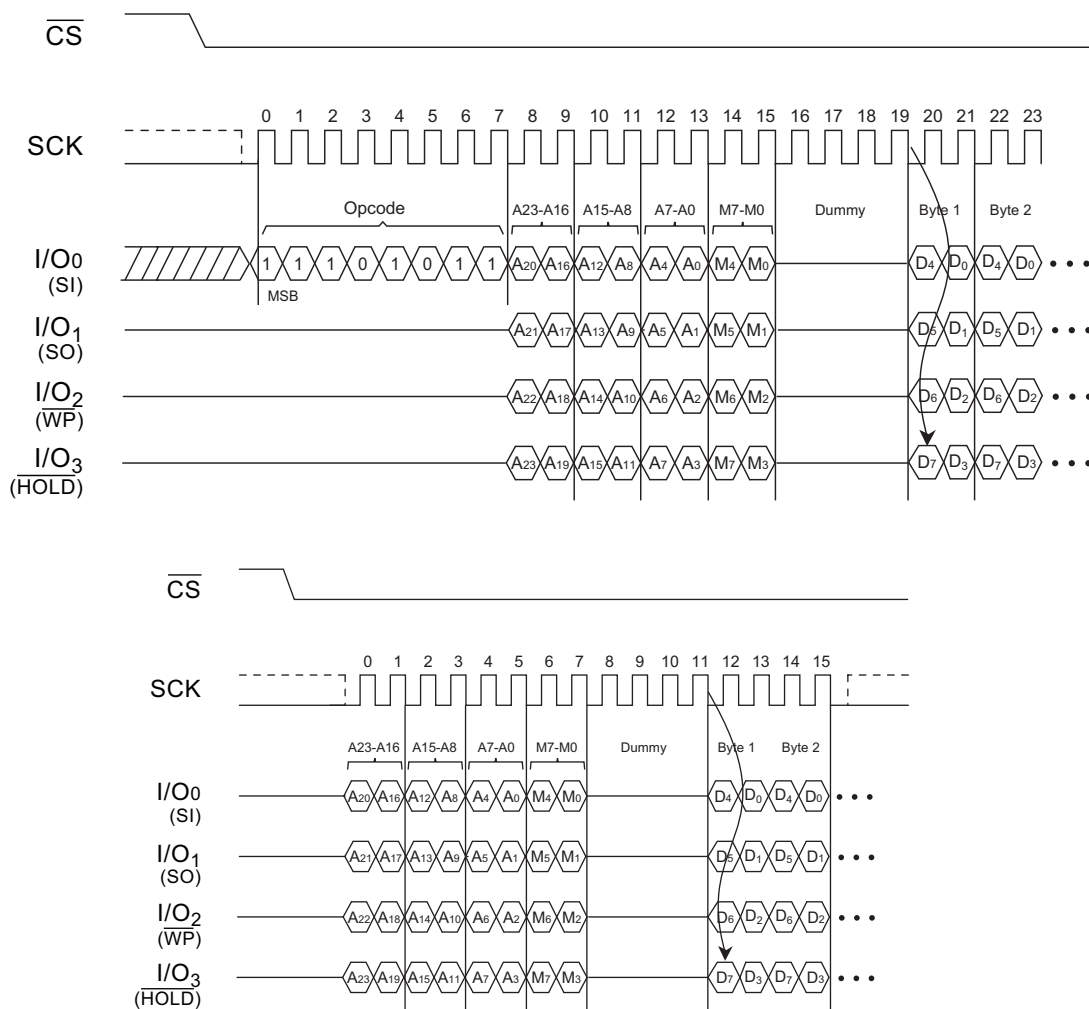 CS
0 1 2 3 4 5 6 7 8 9 10 11 12 13 14 15 16 17 18 19 20 21 22 23
SCK
Opcode A23-A16 A15-A8 A7-A0 M7-M0 Dummy Byte 1 Byte 2
I/O0 1 1 1 0 1 0 1 1 A20 A16 A12 A8 A4 A0 M4 M0 D4 D0 D4 D0 • • •
(SI)
MSB
I/O1 A21 A17 A13 A9 A5 A1 M5 M1 D5 D1 D5 D1 • • •
(SO)
I/O2 A22 A18 A14 A10 A6 A2 M6 M2 D6 D2 D6 D2 • • •
(WP)
I/O3 A23 A19 A15 A11 A7 A3 M7 M3 D7 D3 D7 D3 • • •
(HOLD)
CS
0 1 2 3 4 5 6 7 8 9 10 11 12 13 14 15
SCK
A23-A16 A15-A8 A7-A0 M7-M0 Dummy Byte 1 Byte 2
I/O0 A20 A16 A12 A8 A4 A0 M4 M0 D4 D0 D4 D0 • • •
(SI)
I/O1 A21 A17 A13 A9 A5 A1 M5 M1 D5 D1 D5 D1 • • •
(SO)
I/O2 A22 A18 A14 A10 A6 A2 M6 M2 D6 D2 D6 D2 • • •
(WP)
I/O3 A23 A19 A15 A11 A7 A3 M7 M3 D7 D3 D7 D3 • • •
(HOLD)